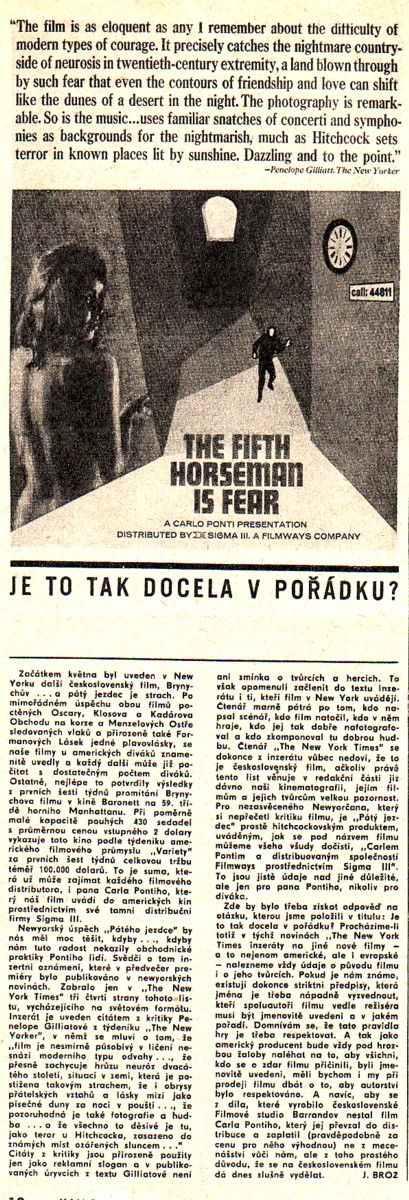 "The film is as eloquent as any I remember about the difficulty of
modern types of courage. It precisely catches the nightmare country-
side of neurosis in twentieth-century extremity, a land blown through
by such fear that even the contours of friendship and love can shift
like the dunes of a desert in the night. The photography is remark-
able. So is the music...uses familiar snatches of concerti and sympho-
nies as backgrounds for the nightmarish, much as Hitchcock sets
terror in known places lit by sunshine. Dazzling and to the point."
–Penelope Gilliatt, The New Yorker
call: 44811
THE FIFTH
HORSEMAN
IS FEAR
A CARLO PONTI PRESENTATION
DISTRIBUTED BY SIGMA III. A FILMWAYS COMPANY
JE TO TAK DOCELA V POŘÁDKU?
Začátkem května byl uveden v New
Yorku další československý film, Bryny-
chův ...a pátý jezdec je strach. Po
mimořádném úspěchu obou filmů po-
ctěných Oscary, Klosova a Kadárova
Obchodu na korze a Menzelových Ostře
sledovaných vlaků a přirozeně také For-
manových Lásek jedné plavovlásky, se
naše filmy u amerických diváků zname-
nitě uvedly a každý další může již po-
čítat s dostatečným počtem diváků.
Ostatně, nejlépe to potvrdily výsledky
z prvních šesti týdnů promítání Bryny-
chova filmu v kině Baronett na 59. tří-
dě horního Manhattanu. Při poměrně
malé kapacitě pouhých 430 sedadel
s průměrnou cenou vstupného 2 dolary
vykazuje toto kino podle týdeníku ame-
rického filmového průmyslu „Variety"
za prvních šest týdnů celkovou tržbu
téměř 100.000 dolarů. To je suma, kte-
rá už může zajímat každého filmového
distributora, i pana Carlo Pontiho, kte-
rý náš film uvádí do amerických kin
prostřednictvím své tamní distribuční
firmy Sigma III.
Newyorský úspěch „Pátého jezdce" by
nás měl moc těšit, kdyby ..., kdyby
nám tuto radost nekazily obchodnické
praktiky Pontiho lidí. Svědčí o tom in-
zertní oznámení, které v předvečer pre-
miéry bylo publikováno v newyorských
novinách. Zabralo jen v „The New
York Times" tři čtvrti strany tohoto lis-
tu, vycházejícího na světovém formátu.
Inzerát je uveden citátem z kritiky Pe-
nelope Gilliatové z týdeníku „The New
Yorker", v němž se mluví o tom, že
„film je nesmírně působivý v líčení ne-
snází moderního typu odvahy ..., že
přesně zachycuje hrůzu neuróz dvacá-
tého století, situaci v zemi, která je po-
stižena takovým strachem, že i obrysy
přátelských vztahů a lásky mizí jako
písečné duny za noci v poušti ..., že
pozoruhodná je také fotografie a hud-
ba ...a že všechno to děsivé je tu,
jako teror u Hitchcocka, zasazeno do
známých míst ozářených sluncem ..."
Citáty z kritiky jsou přirozeně použity
jen jako reklamní slogan a v publikova-
ných úryvcích z textu Gilliatové není
ani zmínka o tvůrcích a hercích. To
však opomenuli začlenit do textu inze-
rátu i ti, kteří film v New Yorku uvádějí.
Čtenář marně pátrá po tom, kdo na-
psal scénář, kdo film natočil, kdo v něm
hraje, kdo jej tak dobře nafotografo-
val a kdo zkomponoval tu dobrou hud-
bu. Čtenář „The New York Times" se
dokonce z inzerátu vůbec nedoví, že to
je československý film, ačkoliv právě
tento list věnuje v redakční části již
dávno naší kinematografii, jejím fil-
mům a jejich tvůrcům velkou pozornost.
Pro nezasvěceného Newyorčana, který
si nepřečetl kritiku filmu, je „Pátý jez-
dec" prostě hitchcockovským produktem,
uváděným, jak se pod názvem filmu
můžeme všeho všudy dočísti, „Carlem
Pontim a distribuovaným společností
Filmways prostřednictvím Sigma III".
To jsou jistě údaje nad jiné důležité,
ale jen pro pana Pontiho, nikoliv pro
diváka.
Zde by bylo třeba získat odpověď na
otázku, kterou jsme položili v titulu: Je
to tak docela v pořádku? Procházíme-li
totiž v týchž novinách „The New York
Times inzeráty na jiné nové filmy –
a to nejenom americké, ale i evropské
– nalezneme vždy údaje o původu filmu
i o jeho tvůrcích. Pokud je nám známo,
existují dokonce striktní předpisy, která
jména je třeba nápadně vyzvednout,
kteří spoluautoři filmu vedle režiséra
musí být jmenovitě uvedeni a v jakém
pořadí. Domnívám se, že tato pravidla
hry je třeba respektovat. A tak jako
americký producent bude vždy pod hroz-
bou žaloby naléhat na to, aby všichni,
kdo se o zdar filmu přičinili, byli jme-
novitě uvedeni, měli bychom i my při
prodeji filmu dbát o to, aby autorství
bylo respektováno. A navíc, aby se
z díla, které vyrobilo československé
Filmové studio Barrandov nestal film
Carla Pontiho, který jej převzal do dis-
tribuce a zaplatil (pravděpodobně za
cenu pro něho výhodnou) ne z mece-
nášství vůči nám, ale z toho prostého
důvodu, že se na československém filmu
dá dnes slušně vydělat. J. BROŽ